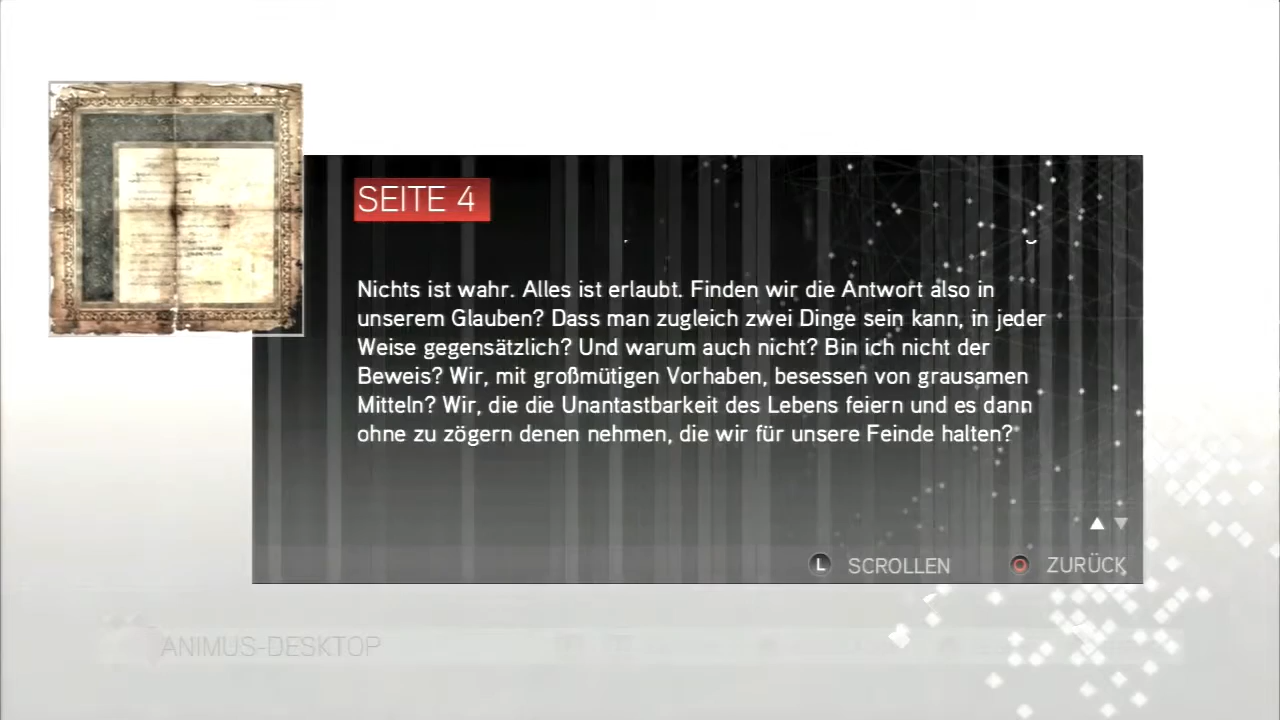 SEITE 4
Nichts ist wahr. Alles ist erlaubt. Finden wir die Antwort also in
unserem Glauben? Dass man zugleich zwei Dinge sein kann, in jeder
Weise gegensätzlich? Und warum auch nicht? Bin ich nicht der
Beweis? Wir, mit großmütigen Vorhaben, besessen von grausamen
Mitteln? Wir, die die Unantastbarkeit des Lebens feiern und es dann
ohne zu zögern denen nehmen, die wir für unsere Feinde halten?"
L SCROLLEN
ZURÜCK
ANIMUS-DESKTOP